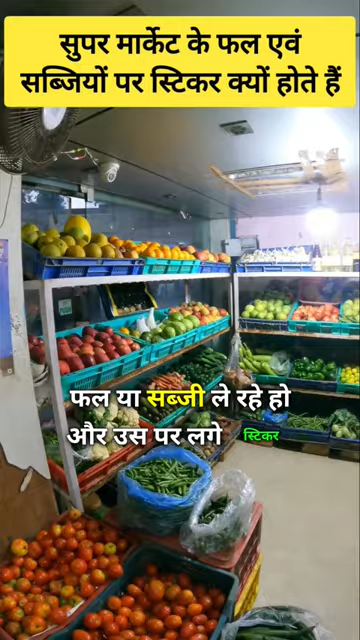 सुपर मार्केट के फल एवं
सब्जियों पर स्टिकर क्यों होते हैं
फल या सब्जी ले रहे हो
और उस पर लगे स्टिकर